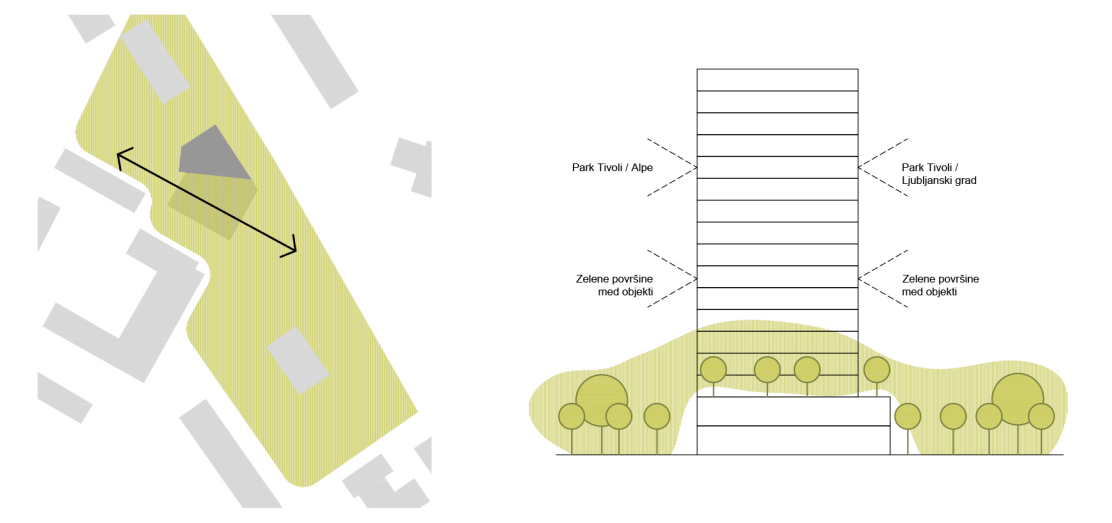 Park Tivoli / Alpe
Park Tivoli /
Ljubljanski grad
Zelene površine
med objekti
Zelene površine
med objekti